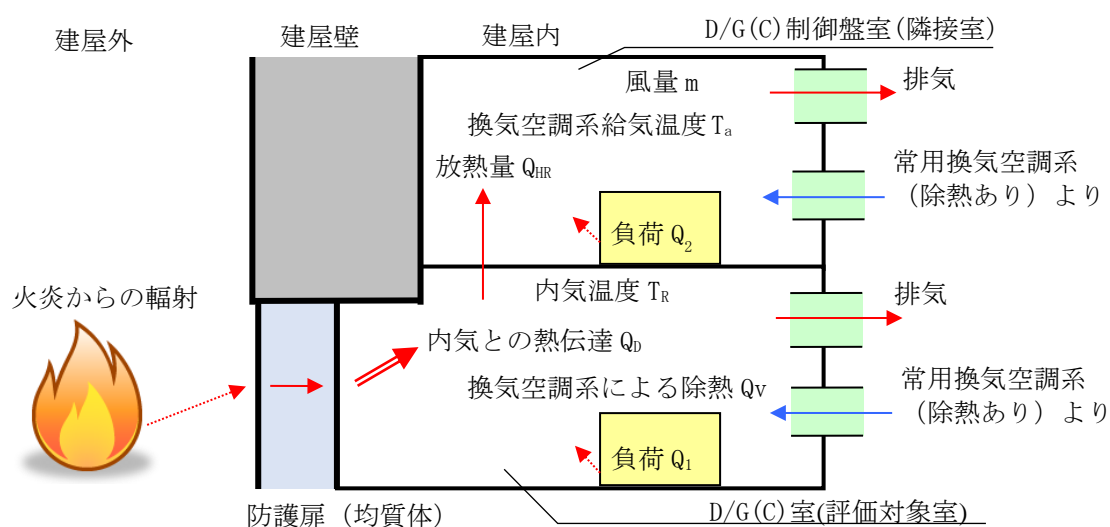 建屋外
建屋壁
建屋内
D/G(C)制御盤室(隣接室)
風量 m
排気
換気空調系給気温度 Ta
放熱量 QHR
常用換気空調系
（除熱あり）より
負荷 Q2
火炎からの輻射
内気温度 TR
排気
内気との熱伝達 QD
換気空調系による除熱 Qv
常用換気空調系
（除熱あり）より
負荷 Q1
防護扉（均質体）
D/G(C)室(評価対象室)